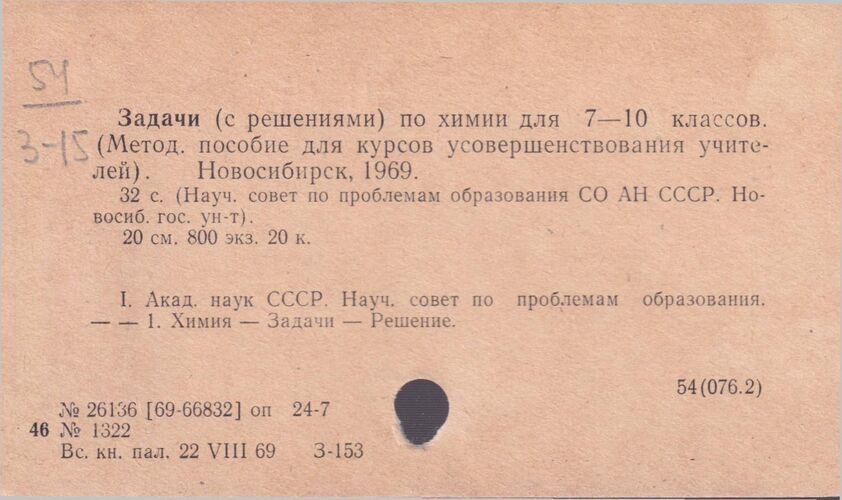 54
З-15
Задачи (с решениями) по химии для 7—10 классов.
(Метод. пособие для курсов усовершенствования учите-
лей). Новосибирск, 1969.
32 с. (Науч. совет по проблемам образования СО АН СССР. Но-
восиб. гос. ун-т).
20 см. 800 экз. 20 к.
I. Акад. наук СССР. Науч. совет по проблемам образования.
— — 1. Химия — Задачи — Решение.
54(076.2)
№ 26136 [69-66832] оп 24-7
46 № 1322
Вс. кн. пал. 22 VIII 69 З-153